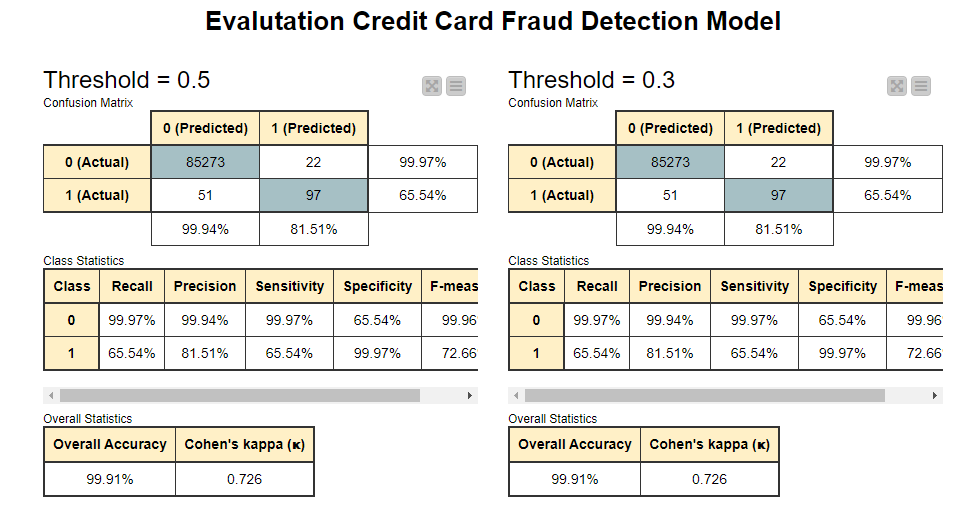 Evalutation Credit Card Fraud Detection Model
Threshold = 0.5
Confusion Matrix
0 (Predicted) 1 (Predicted)
0 (Actual) 85273 22 99.97%
1 (Actual) 51 97 65.54%
99.94% 81.51%
Class Statistics
Class Recall Precision Sensitivity Specificity F-meas
0 99.97% 99.94% 99.97% 65.54% 99.96
1 65.54% 81.51% 65.54% 99.97% 72.66
Overall Statistics
Overall Accuracy Cohen's kappa (κ)
99.91% 0.726
Threshold = 0.3
Confusion Matrix
0 (Predicted) 1 (Predicted)
0 (Actual) 85273 22 99.97%
1 (Actual) 51 97 65.54%
99.94% 81.51%
Class Statistics
Class Recall Precision Sensitivity Specificity F-meas
0 99.97% 99.94% 99.97% 65.54% 99.96
1 65.54% 81.51% 65.54% 99.97% 72.66
Overall Statistics
Overall Accuracy Cohen's kappa (κ)
99.91% 0.726